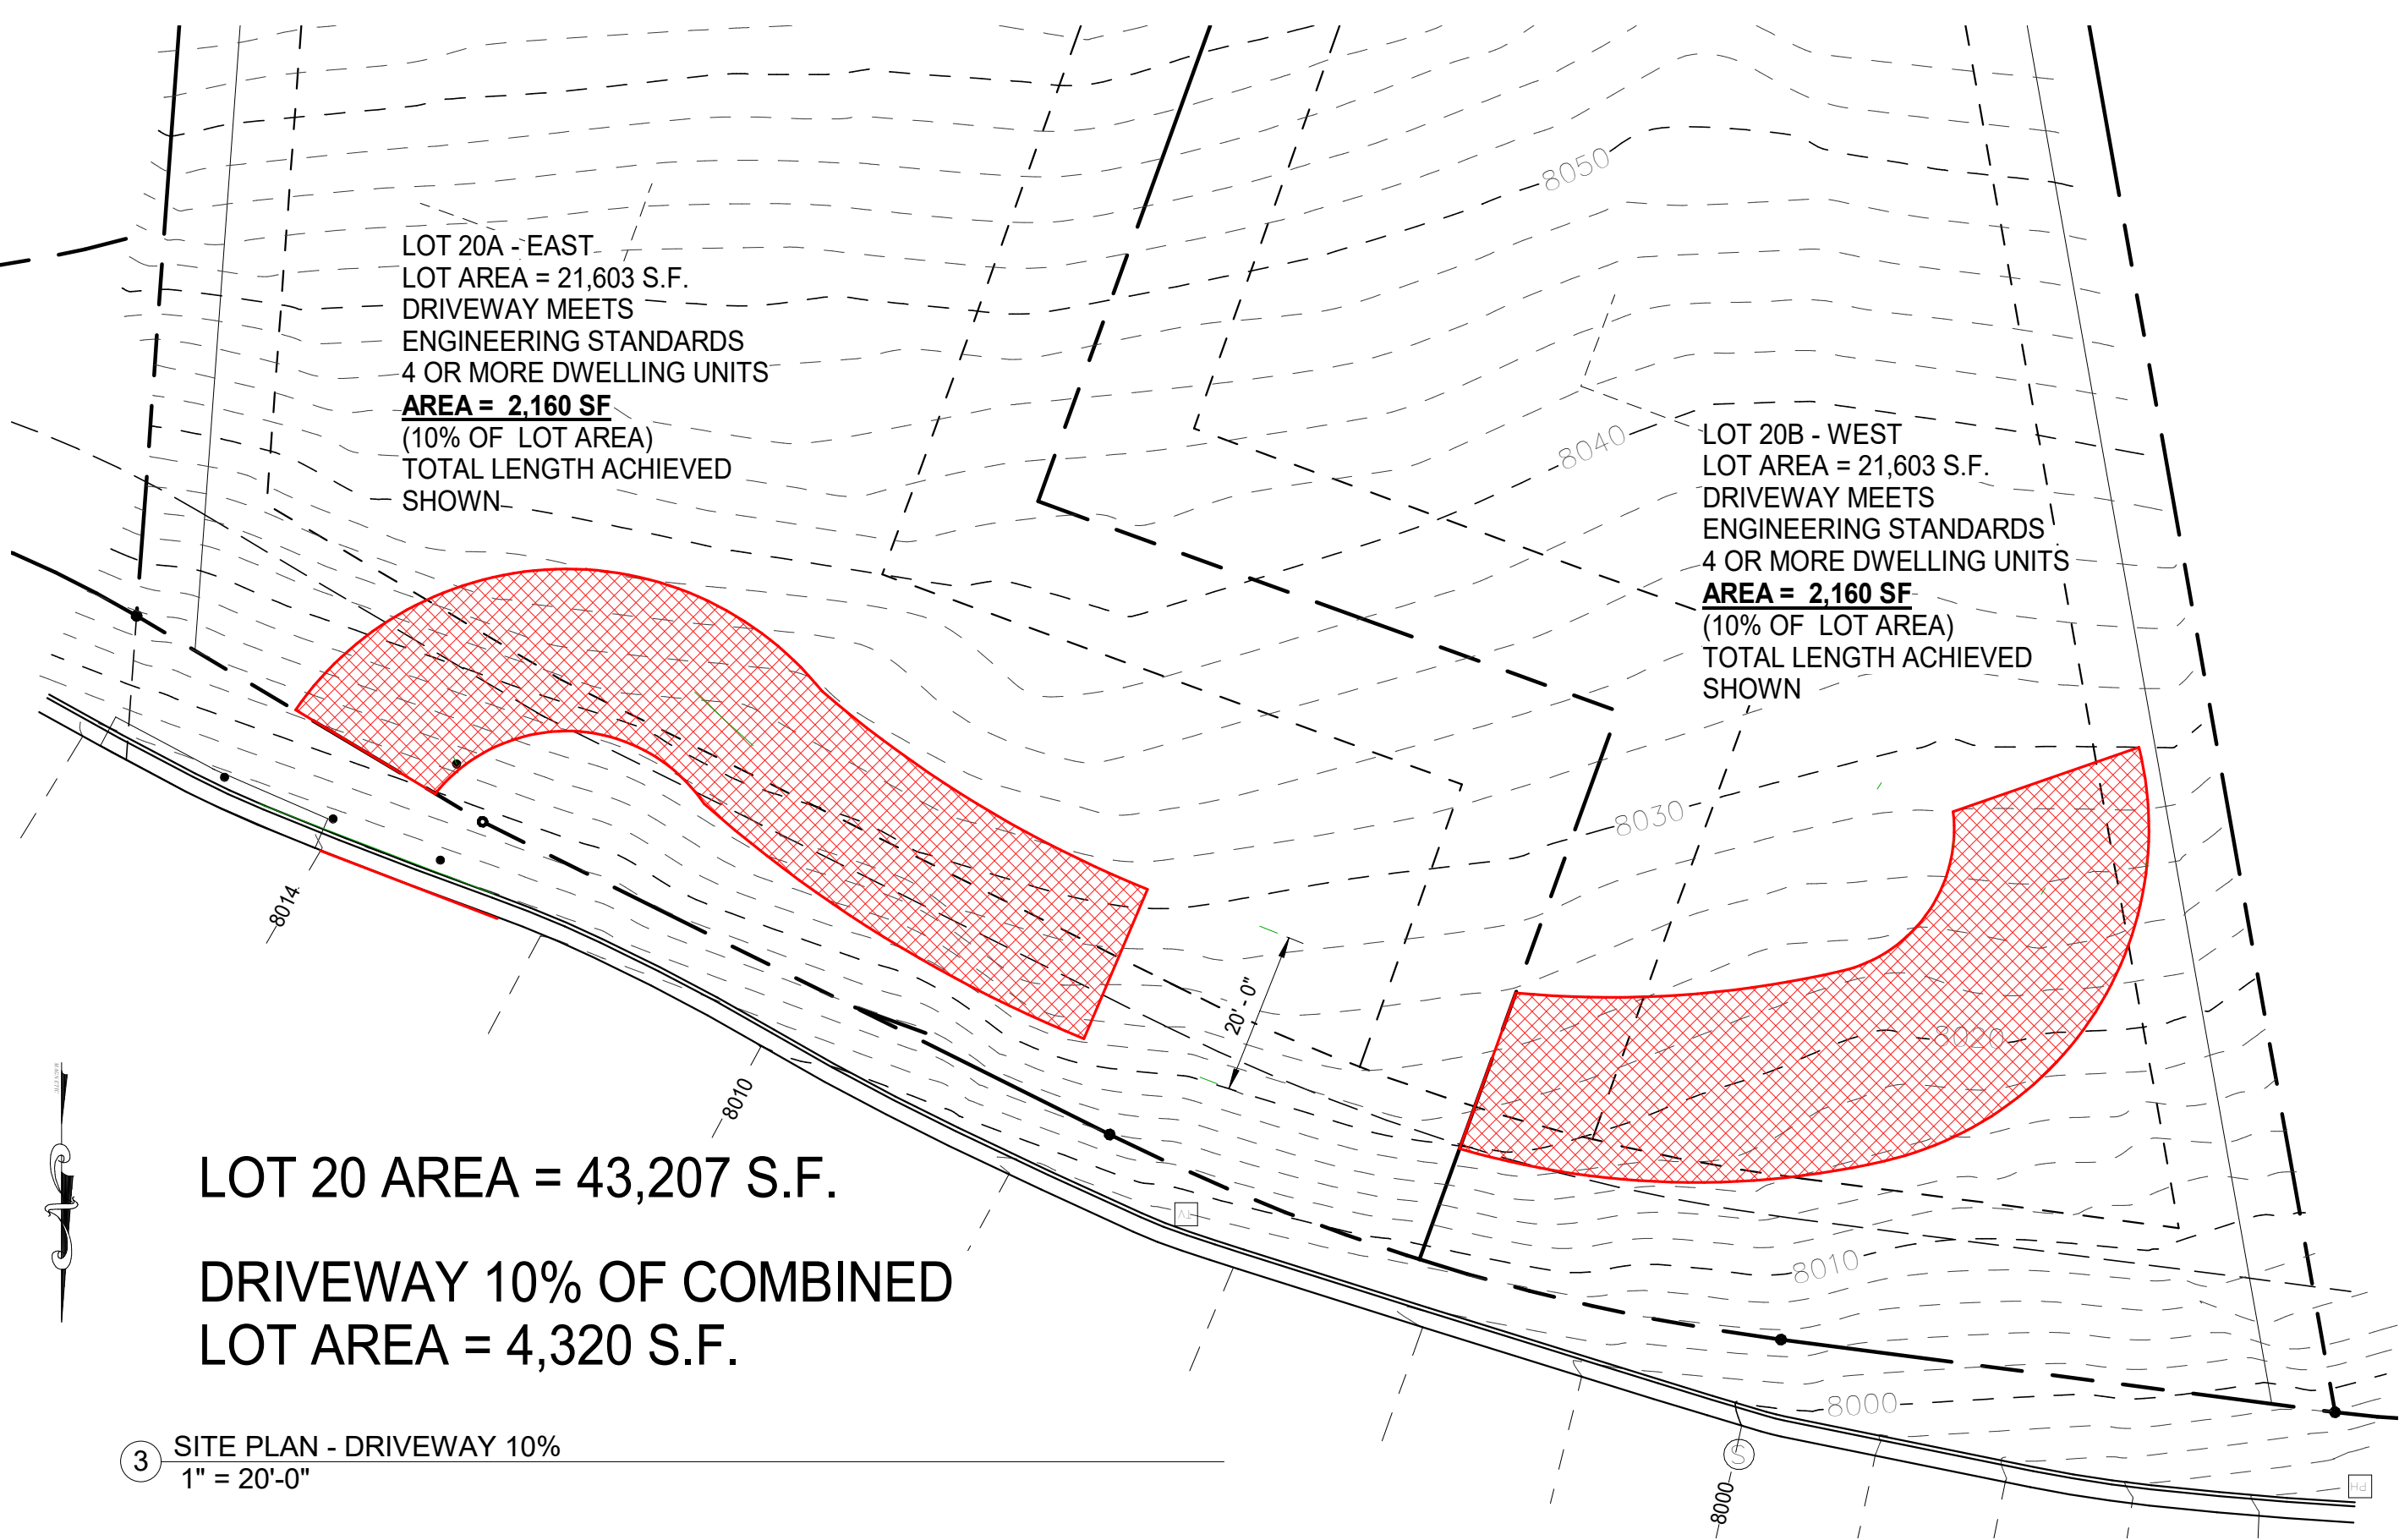 8050
LOT 20A - EAST
LOT AREA = 21,603 S.F.
DRIVEWAY MEETS
ENGINEERING STANDARDS
4 OR MORE DWELLING UNITS
AREA = 2,160 SF
(10% OF LOT AREA)
TOTAL LENGTH ACHIEVED
SHOWN
8040
LOT 20B - WEST
LOT AREA = 21,603 S.F.
DRIVEWAY MEETS
ENGINEERING STANDARDS
4 OR MORE DWELLING UNITS
AREA = 2,160 SF
(10% OF LOT AREA)
TOTAL LENGTH ACHIEVED
SHOWN
8030
8014
20' - 0"
8020
8010
LOT 20 AREA = 43,207 S.F.
TV
DRIVEWAY 10% OF COMBINED
LOT AREA = 4,320 S.F.
8010
8000
3
SITE PLAN - DRIVEWAY 10%
1" = 20'-0"
S
8000
PH